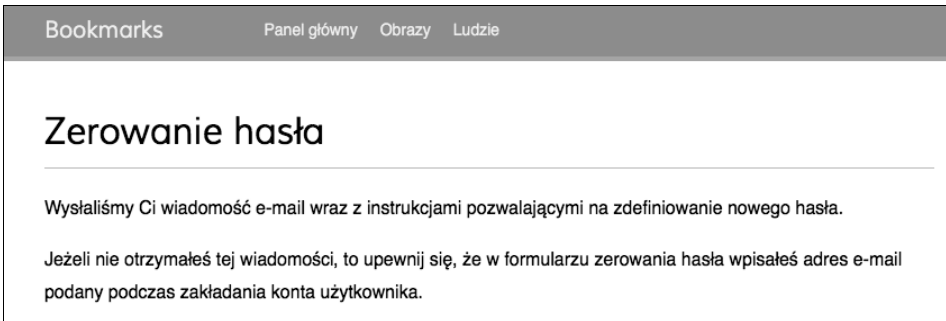 Bookmarks Panel główny Obrazy Ludzie
Zerowanie hasła
Wysłaliśmy Ci wiadomość e-mail wraz z instrukcjami pozwalającymi na zdefiniowanie nowego hasła.
Jeżeli nie otrzymałeś tej wiadomości, to upewnij się, że w formularzu zerowania hasła wpisałeś adres e-mail
podany podczas zakładania konta użytkownika.